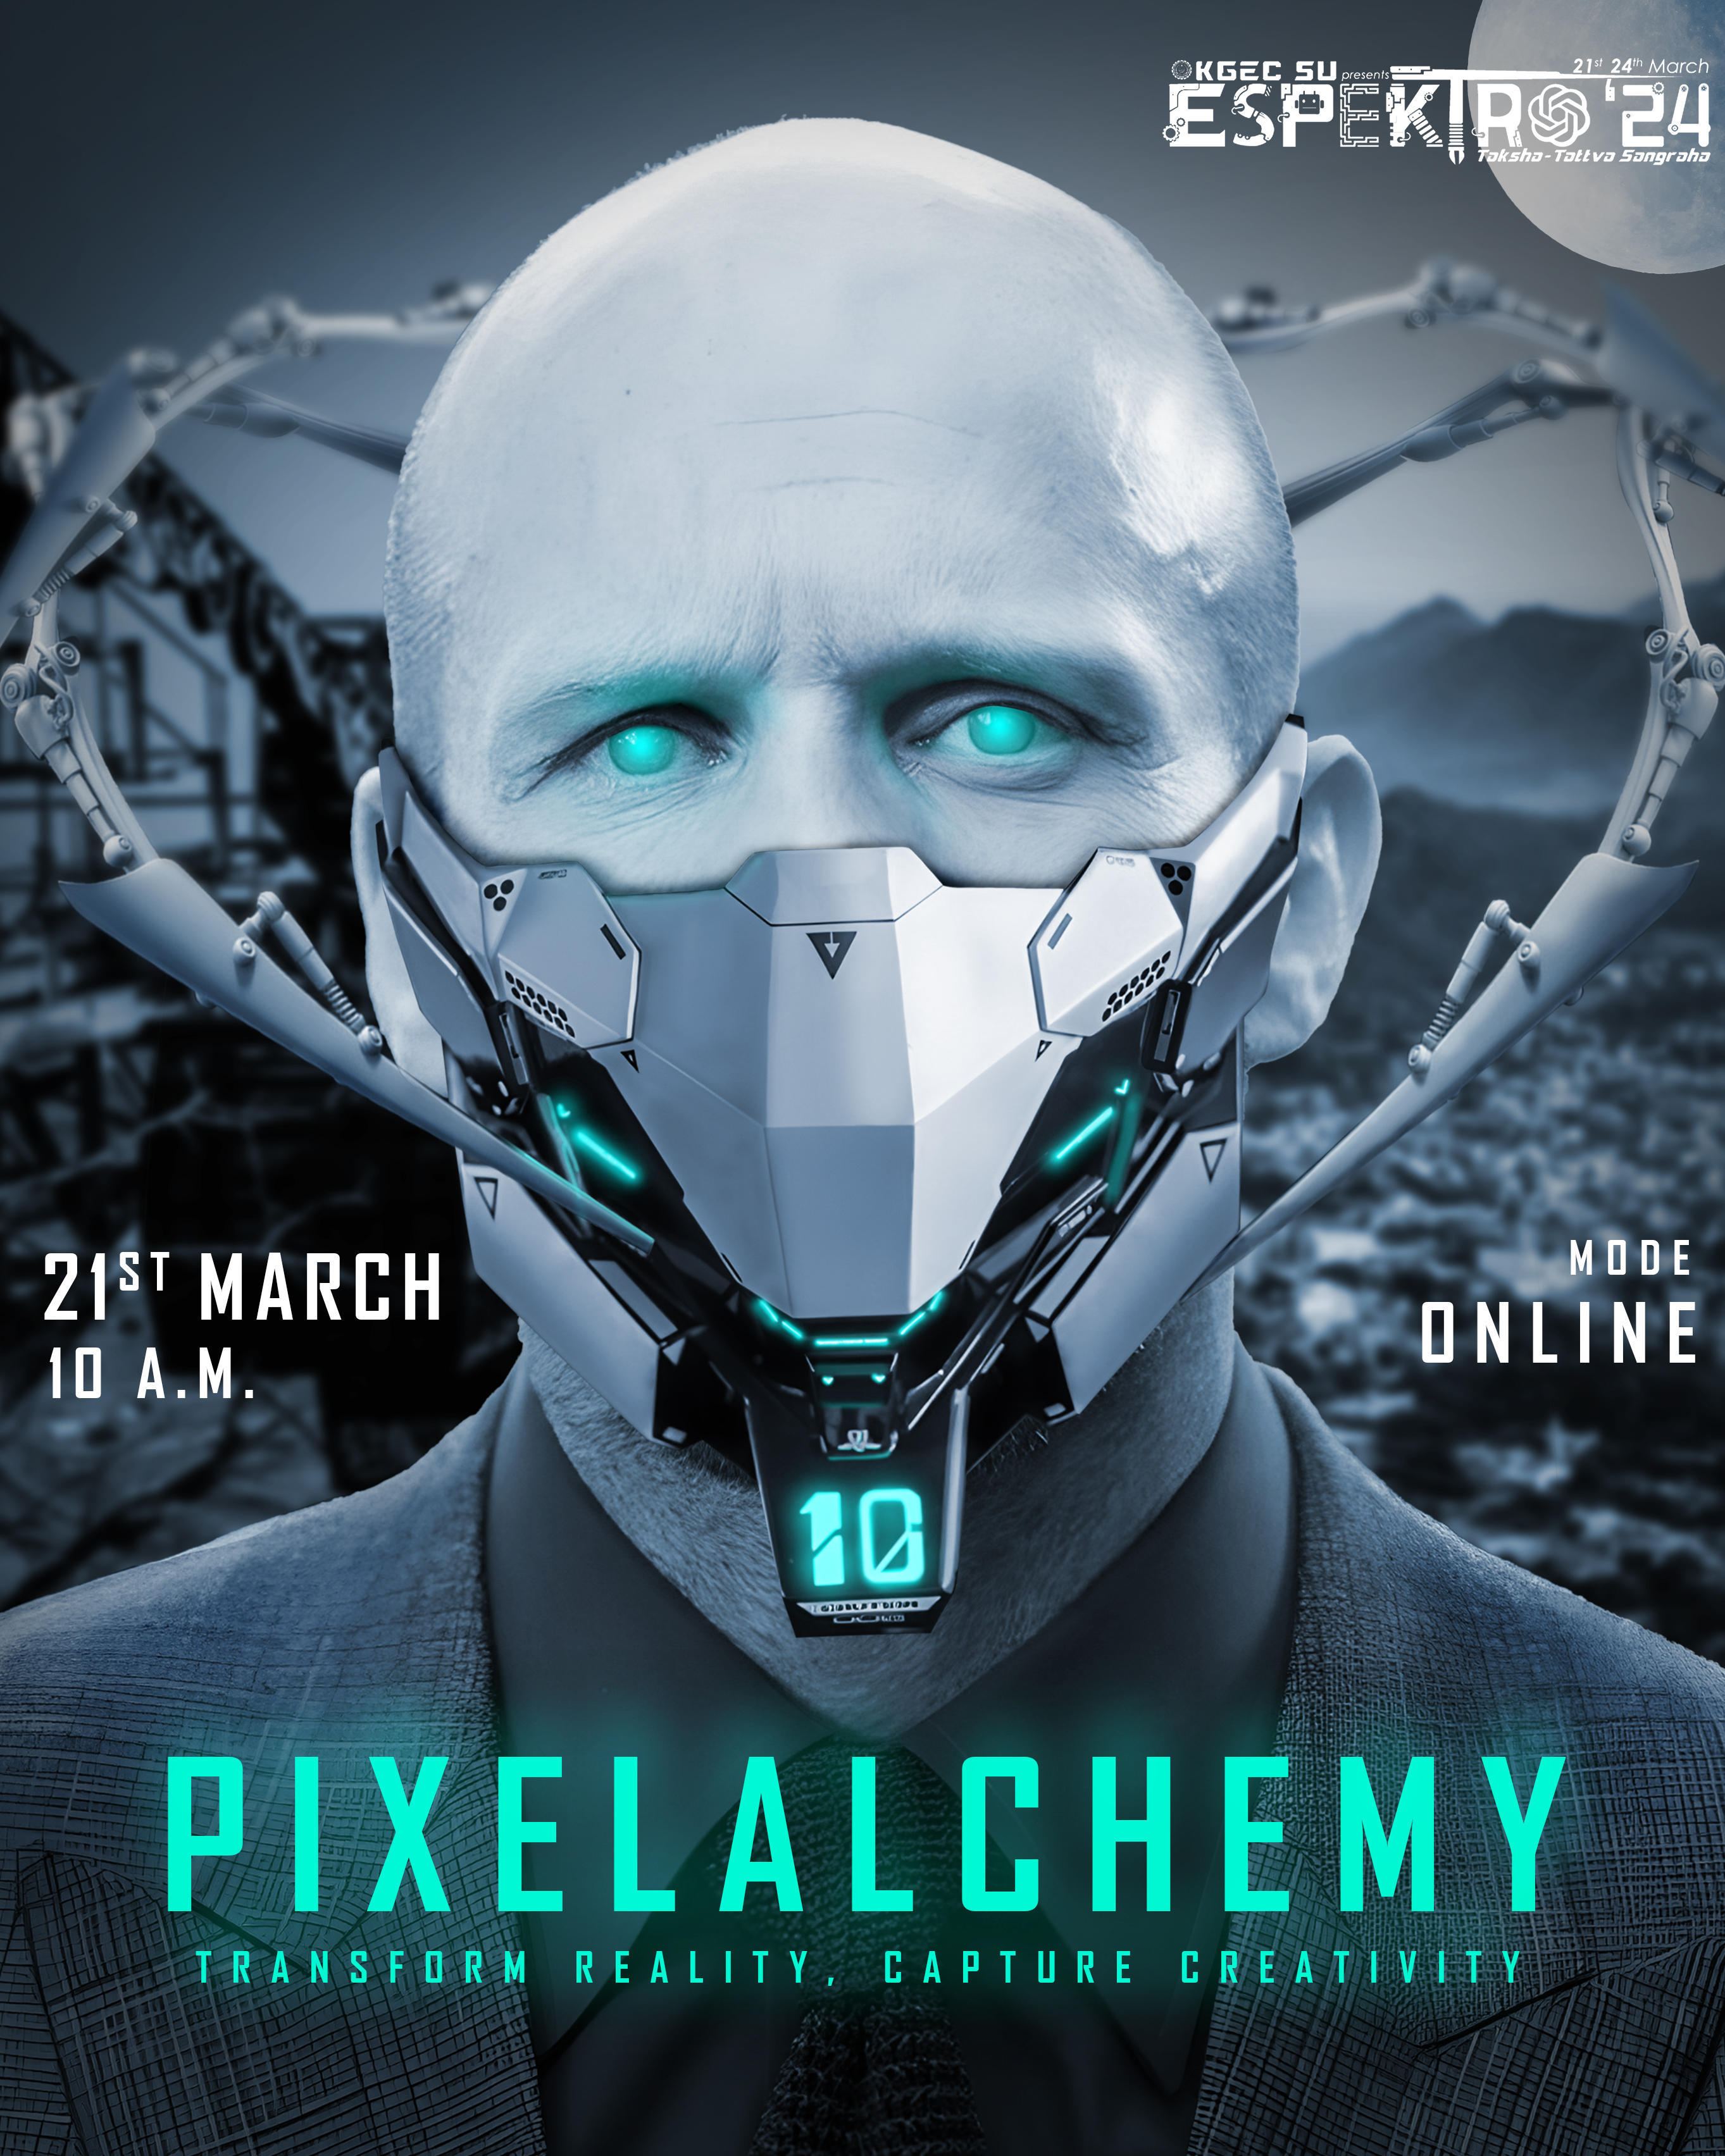 KGEC SU presents
21st 24th March
ESPEKTRO '24
Taksha-Tattva Sangraha
21ST MARCH
10 A.M.
MODE
ONLINE
10
PIXELALCHEMY
TRANSFORM REALITY, CAPTURE CREATIVITY